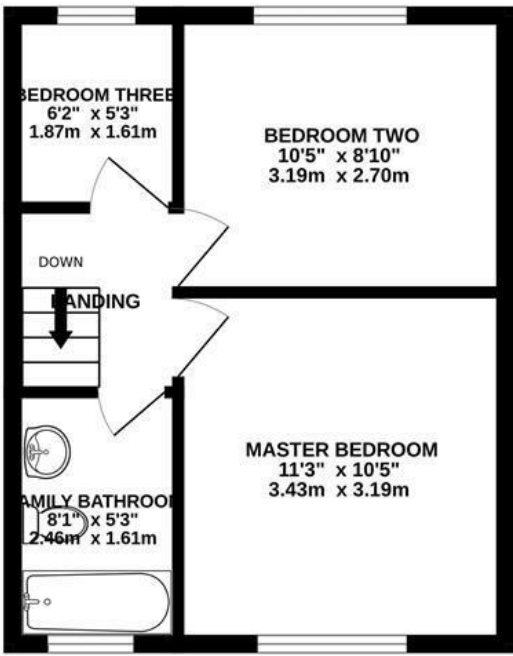 BEDROOM THREE
6'2" x 5'3"
1.87m x 1.61m
BEDROOM TWO
10'5" x 8'10"
3.19m x 2.70m
DOWN
LANDING
MASTER BEDROOM
11'3" x 10'5"
3.43m x 3.19m
FAMILY BATHROOM
8'1" x 5'3"
2.46m x 1.61m